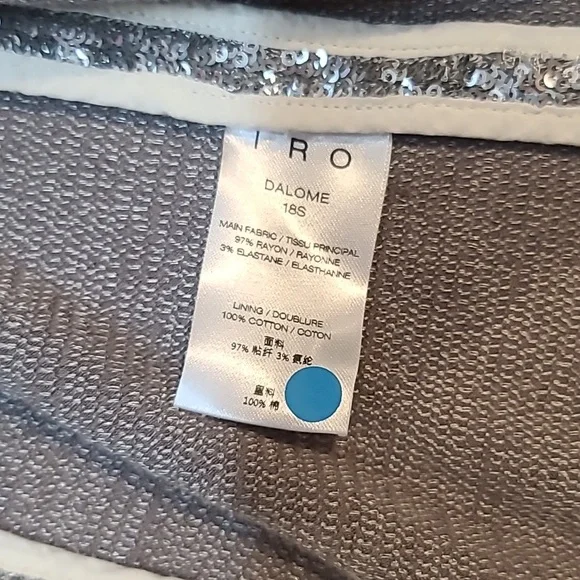 IRO
DALOME
18S
MAIN FABRIC / TISSU PRINCIPAL
97% RAYON / RAYONNE
3% ELASTANE / ELASTHANNE
LINING / DOUBLURE
100% COTTON / COTON
面料
97% 粘纤 3% 氨纶
里料
100% 棉